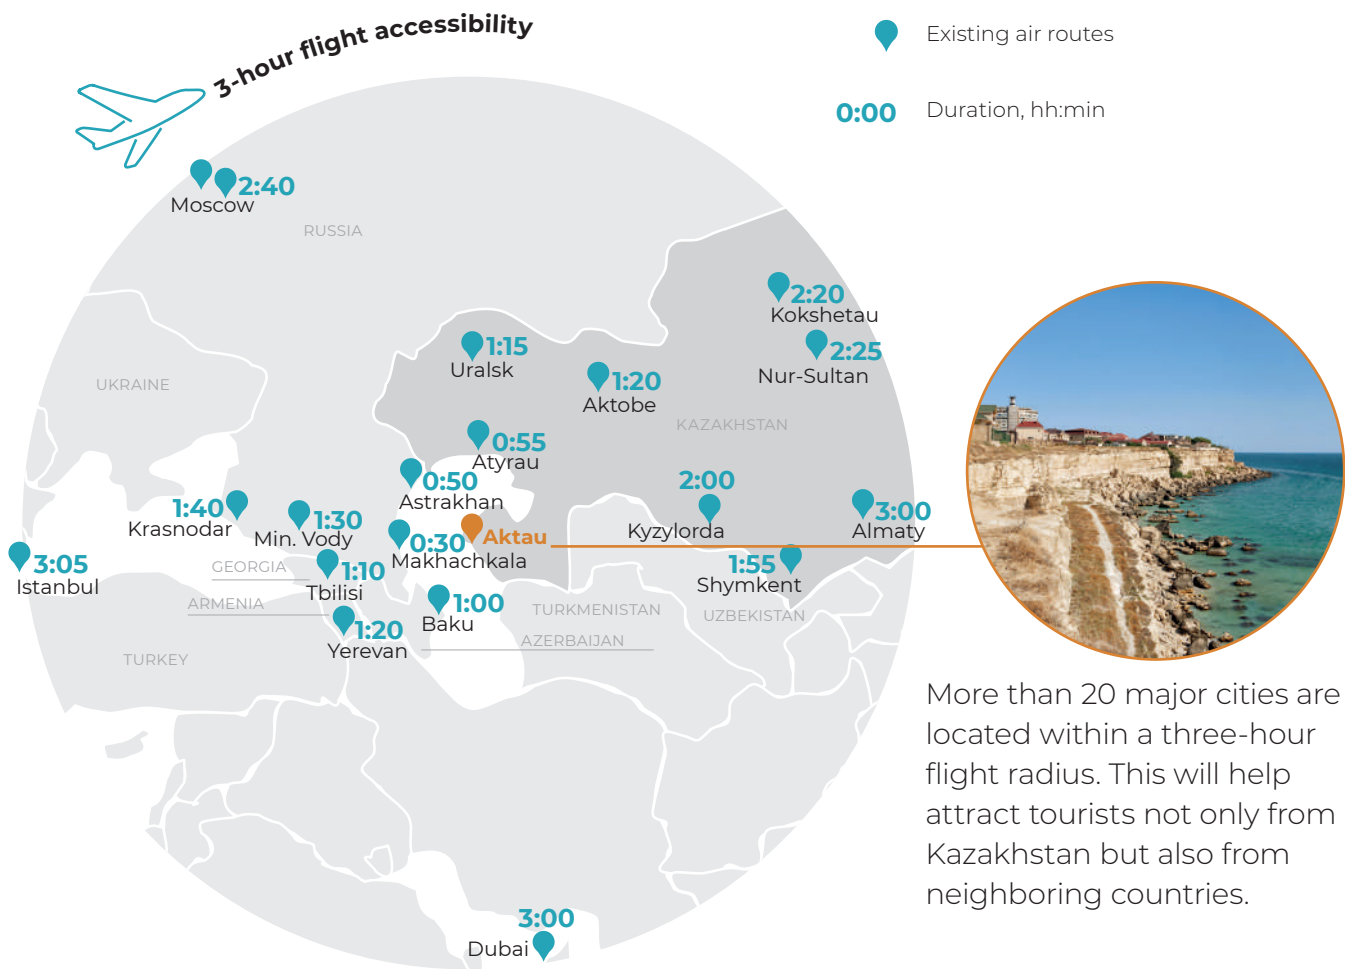 3-hour flight accessibility
Existing air routes
0:00 Duration, hh:min
2:40
Moscow
RUSSIA
2:20
Kokshetau
1:15
Uralsk
2:25
Nur-Sultan
1:20
Aktobe
UKRAINE
KAZAKHSTAN
0:55
Atyrau
0:50
Astrakhan
2:00
Kyzylorda
3:00
Almaty
1:40
Krasnodar
1:30
Min. Vody
0:30
Makhachkala
Aktau
3:05
Istanbul
GEORGIA
1:10
Tbilisi
1:55
Shymkent
ARMENIA
1:00
Baku
TURKMENISTAN
UZBEKISTAN
1:20
Yerevan
AZERBAIJAN
TURKEY
3:00
Dubai
More than 20 major cities are
located within a three-hour
flight radius. This will help
attract tourists not only from
Kazakhstan but also from
neighboring countries.